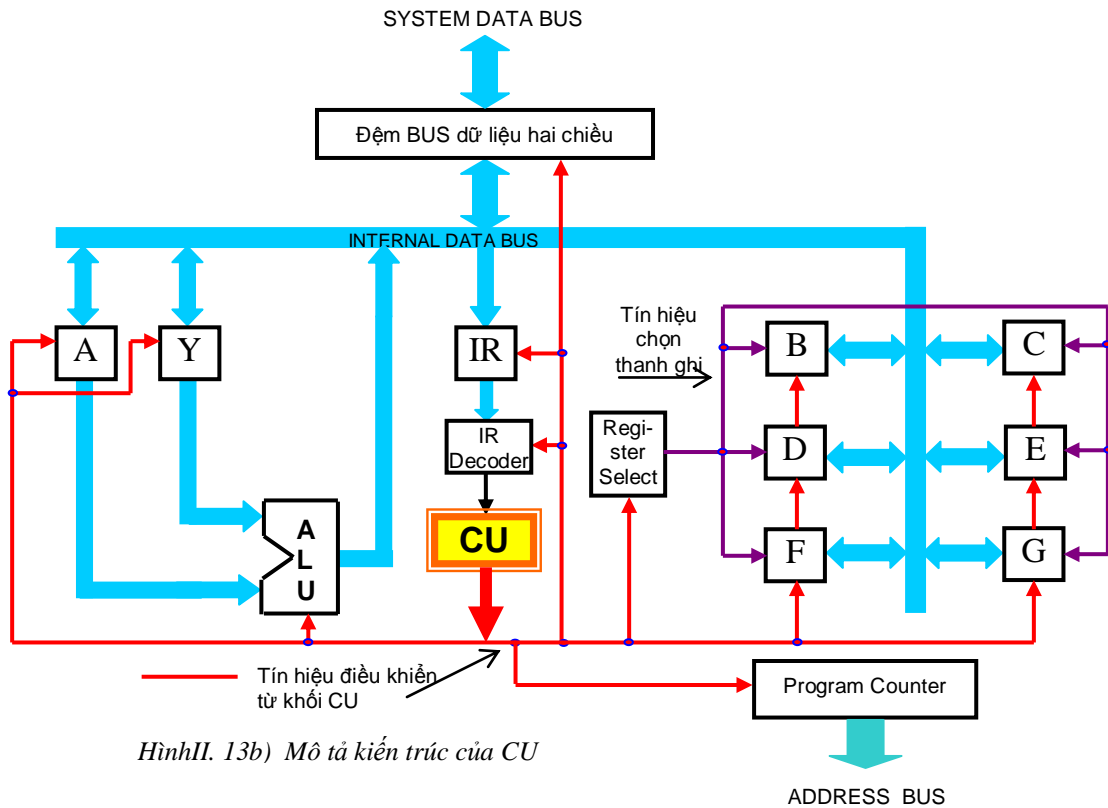 SYSTEM DATA BUS
Đệm BUS dữ liệu hai chiều
INTERNAL DATA BUS
A
Y
IR
Tín hiệu
chọn
thanh ghi
B
C
IR
Decoder
Regi-
ster
Select
D
E
CU
A
L
U
F
G
Tín hiệu điều khiển
từ khối CU
Program Counter
HìnhII. 13b) Mô tả kiến trúc của CU
ADDRESS BUS